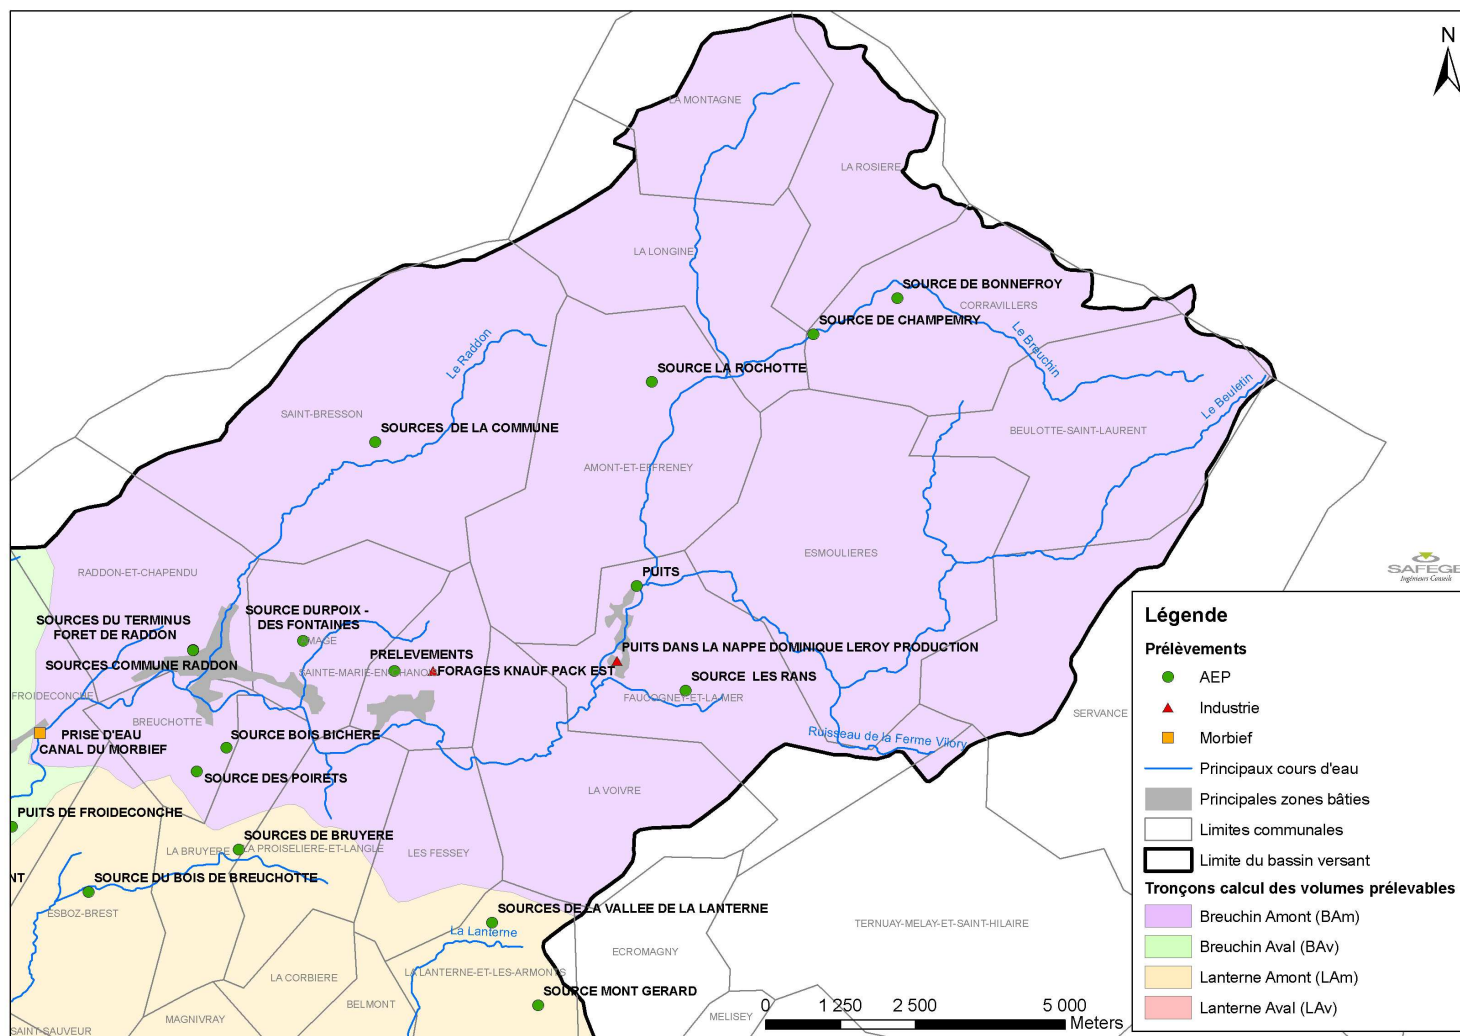 N
LA MONTAGNE
LA ROSIERE
LA LONGINE
SOURCE DE BONNEFROY
CORRAVILLERS
SOURCE DE CHAMPEMRY
Le Breuchin
Le Raddon
SOURCE LA ROCHOTTE
Le Beuletin
SAINT-BRESSON
SOURCES DE LA COMMUNE
BEULOTTE-SAINT-LAURENT
AMONT-ET-EFFRENEY
ESMOULIERES
RADDON-ET-CHAPENDU
PUITS
SAFEGE
Ingénieurs Conseils
SOURCES DU TERMINUS
FORET DE RADDON
SOURCE DURPOIX -
DES FONTAINES
AMAGE
PRELEVEMENTS
PUITS DANS LA NAPPE DOMINIQUE LEROY PRODUCTION
SOURCES COMMUNE RADDON
SAINTE-MARIE-EN-CHANOIS
FORAGES KNAUF PACK EST
SOURCE LES RANS
FROIDECONCHE
FAUCOGNEY-ET-LA-MER
BREUCHOTTE
SERVANCE
PRISE D'EAU
CANAL DU MORBIEF
SOURCE BOIS BICHERE
Ruisseau de la Ferme Vilory
SOURCE DES POIRETS
LA VOIVRE
PUITS DE FROIDECONCHE
SOURCES DE BRUYERE
LA BRUYERE
LA PROISELIERE-ET-LANGLE
LES FESSEY
NT
SOURCE DU BOIS DE BREUCHOTTE
ESBOZ-BREST
SOURCES DE LA VALLEE DE LA LANTERNE
La Lanterne
TERNUAY-MELAY-ET-SAINT-HILAIRE
ECROMAGNY
LA CORBIERE
LA LANTERNE-ET-LES-ARMONTS
BELMONT
SOURCE MONT GERARD
MAGNIVRAY
MELISEY
SAINT-SAUVEUR
0 1 250 2 500 5 000
Meters
Légende
Prélèvements
AEP
Industrie
Morbief
Principaux cours d'eau
Principales zones bâties
Limites communales
Limite du bassin versant
Tronçons calcul des volumes prélevables
Breuchin Amont (BAm)
Breuchin Aval (BAv)
Lanterne Amont (LAm)
Lanterne Aval (LAv)